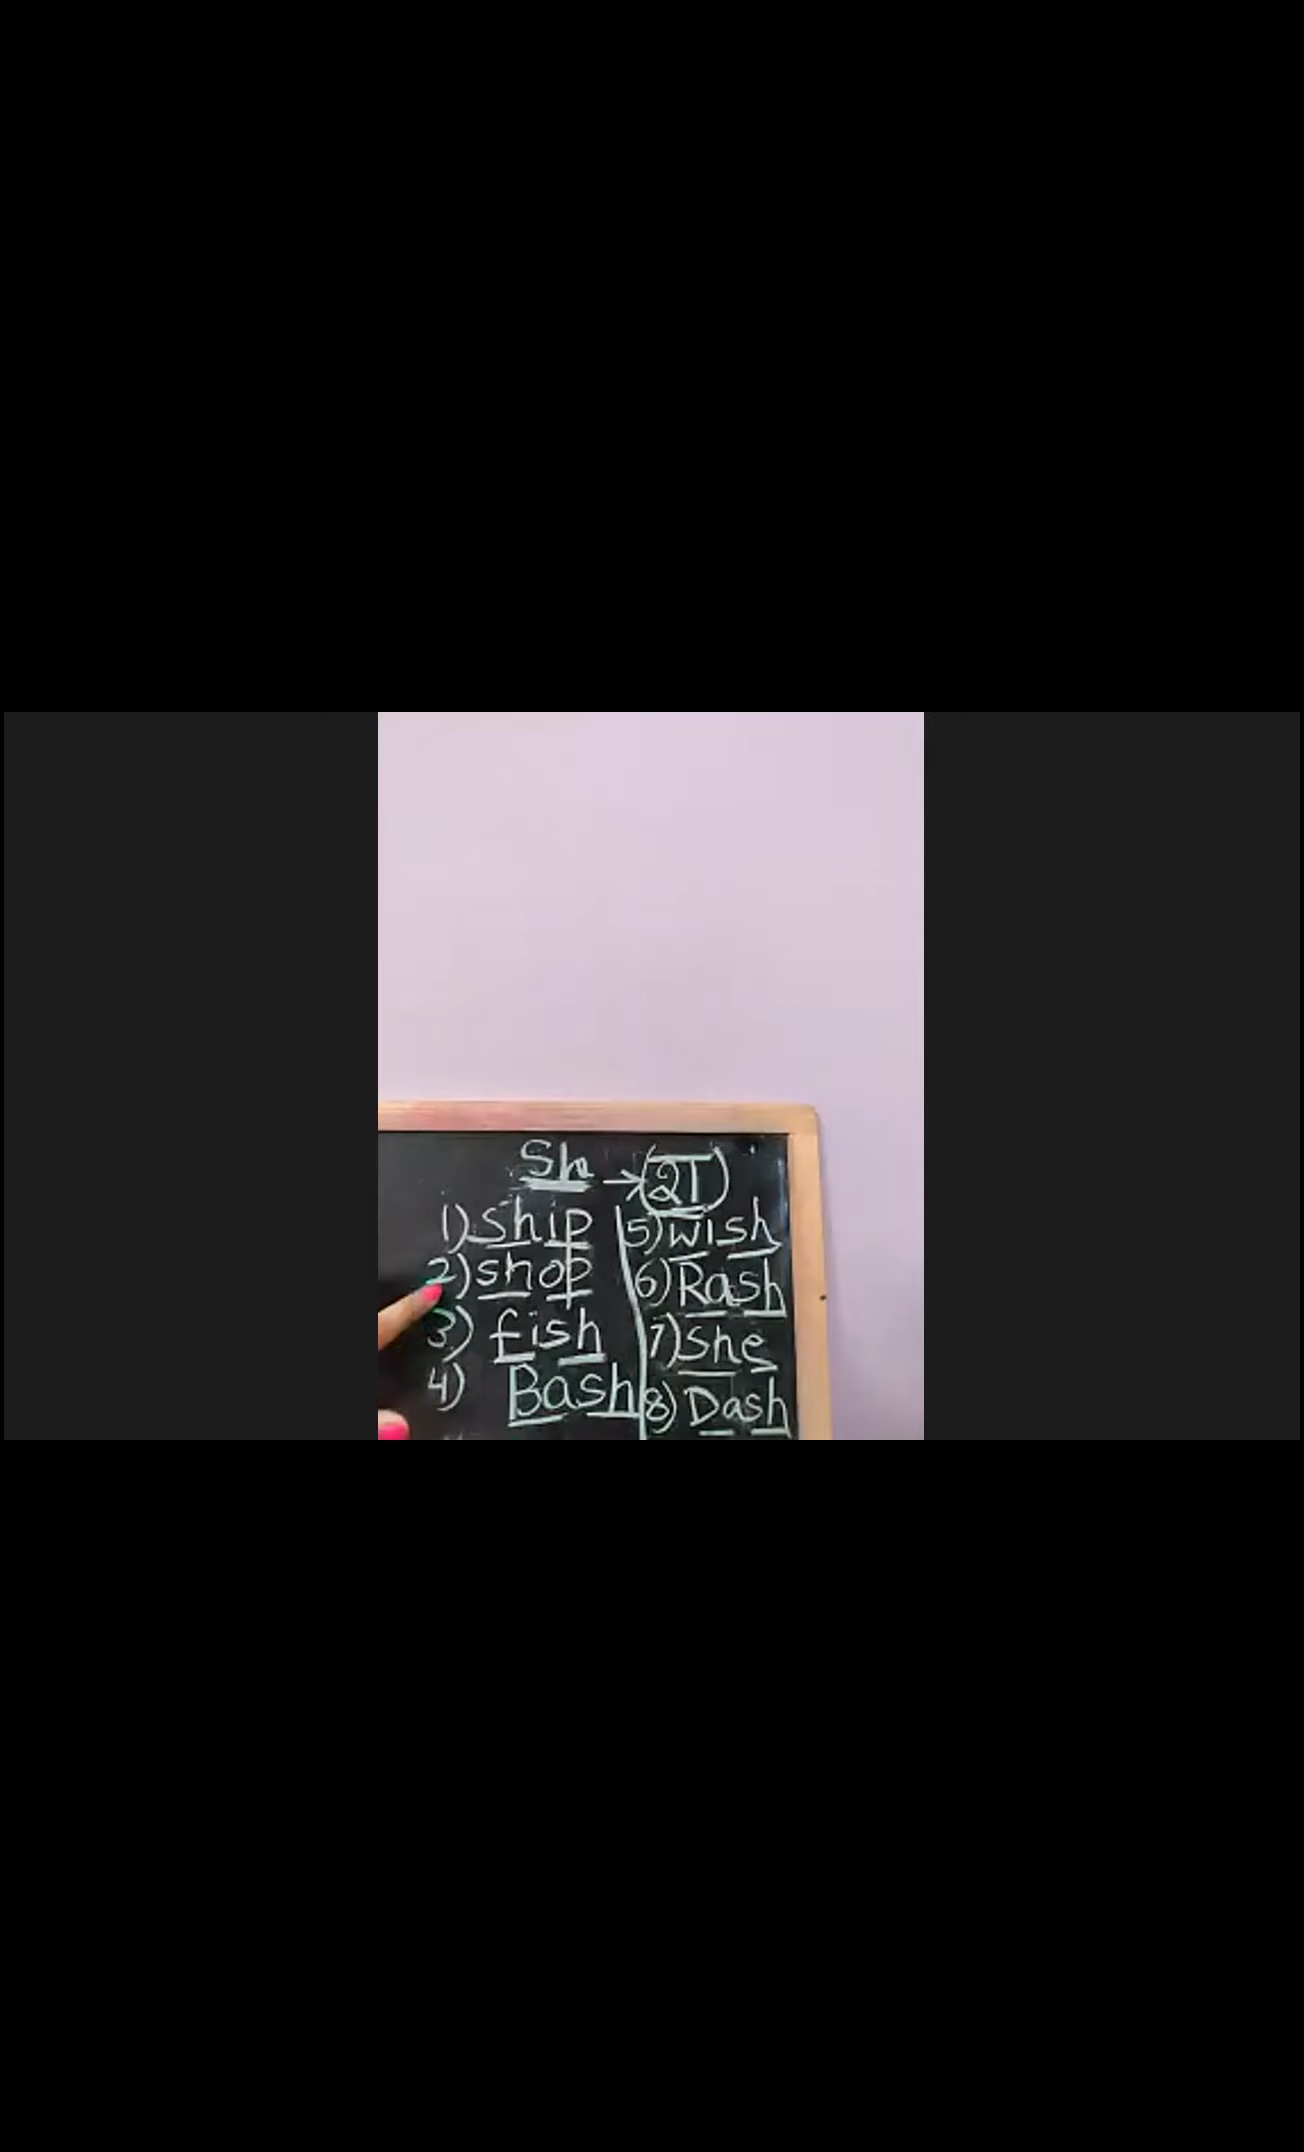 Sh → (श)
1) Ship
2) shop
3) fish
4) Bash
5) wish
6) Rash
7) She
8) Dash